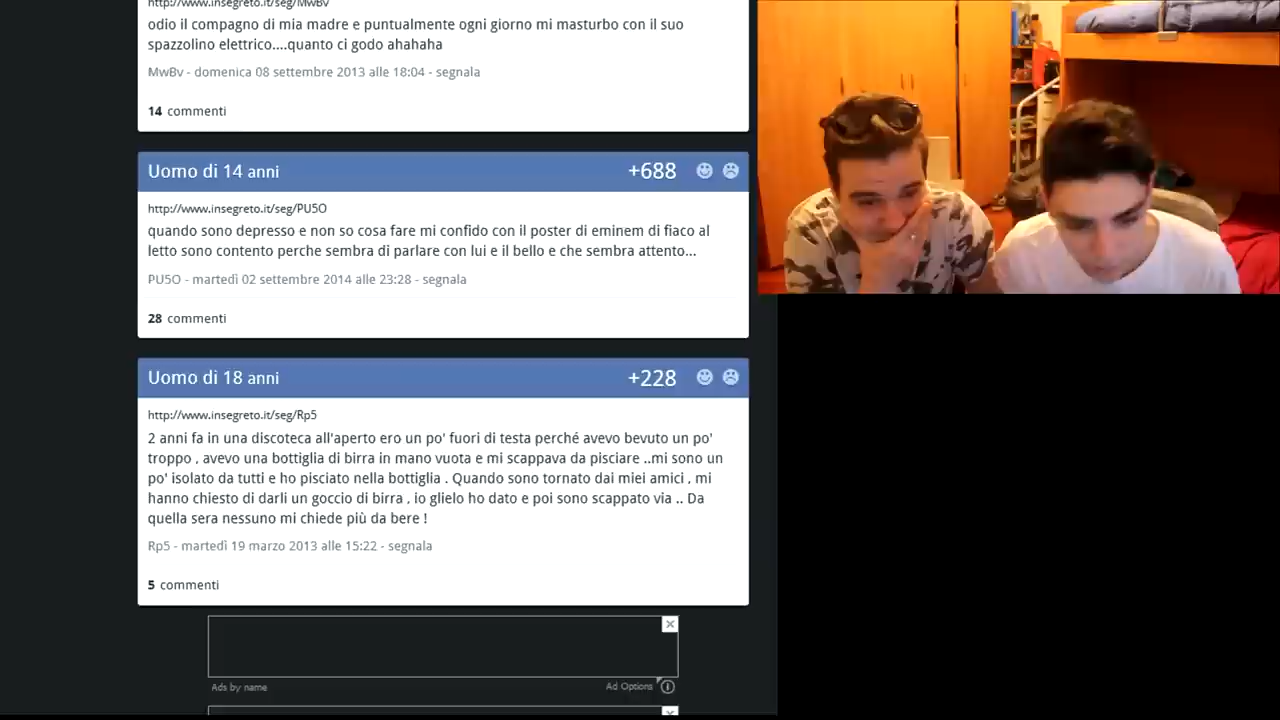 http://www.insegreto.it/seg/MwBv
odio il compagno di mia madre e puntualmente ogni giorno mi masturbo con il suo
spazzolino elettrico....quanto ci godo ahahaha
MwBv - domenica 08 settembre 2013 alle 18:04 - segnala
14 commenti
Uomo di 14 anni +688
http://www.insegreto.it/seg/PU5O
quando sono depresso e non so cosa fare mi confido con il poster di eminem di fiaco al
letto sono contento perche sembra di parlare con lui e il bello e che sembra attento...
PU5O - martedì 02 settembre 2014 alle 23:28 - segnala
28 commenti
Uomo di 18 anni +228
http://www.insegreto.it/seg/Rp5
2 anni fa in una discoteca all'aperto ero un po' fuori di testa perché avevo bevuto un po'
troppo , avevo una bottiglia di birra in mano vuota e mi scappava da pisciare ..mi sono un
po' isolato da tutti e ho pisciato nella bottiglia . Quando sono tornato dai miei amici , mi
hanno chiesto di darli un goccio di birra , io glielo ho dato e poi sono scappato via .. Da
quella sera nessuno mi chiede più da bere !
Rp5 - martedì 19 marzo 2013 alle 15:22 - segnala
5 commenti
Ads by name Ad Options